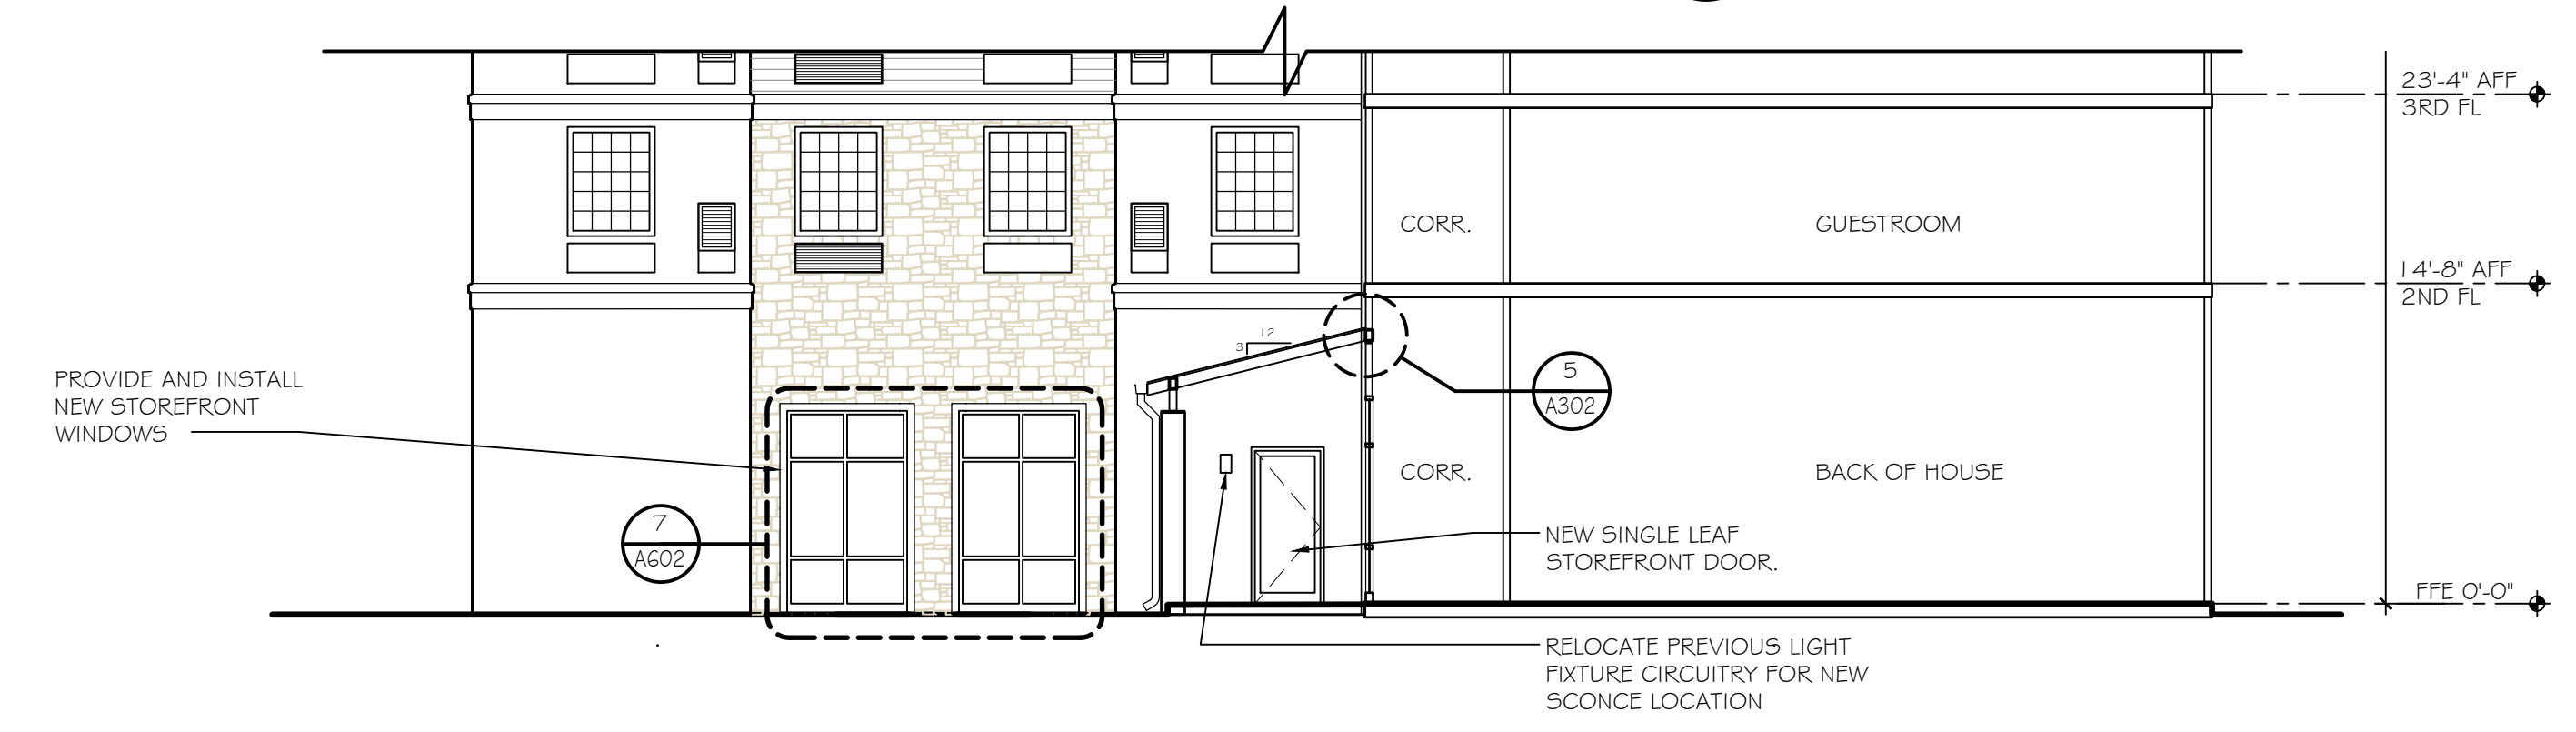 23'-4" AFF
3RD FL
CORR.
GUESTROOM
14'-8" AFF
2ND FL
12
3
PROVIDE AND INSTALL
NEW STOREFRONT
WINDOWS
5
A302
CORR.
BACK OF HOUSE
7
A602
NEW SINGLE LEAF
STOREFRONT DOOR.
FFE 0'-0"
RELOCATE PREVIOUS LIGHT
FIXTURE CIRCUITRY FOR NEW
SCONCE LOCATION